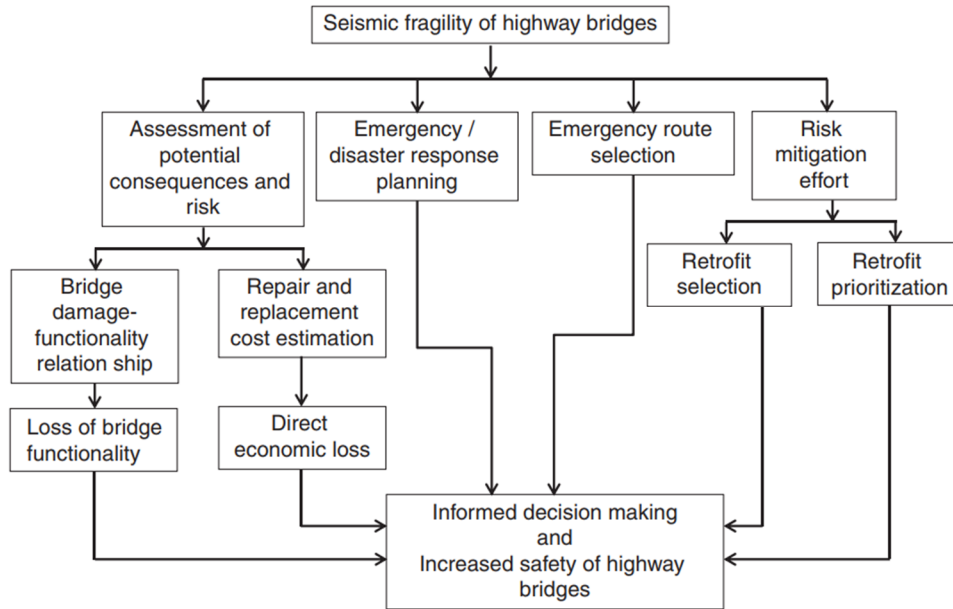 Seismic fragility of highway bridges
Assessment of
potential
consequences and
risk
Emergency /
disaster response
planning
Emergency route
selection
Risk
mitigation
effort
Bridge
damage-
functionality
relation ship
Repair and
replacement
cost estimation
Retrofit
selection
Retrofit
prioritization
Loss of bridge
functionality
Direct
economic loss
Informed decision making
and
Increased safety of highway
bridges